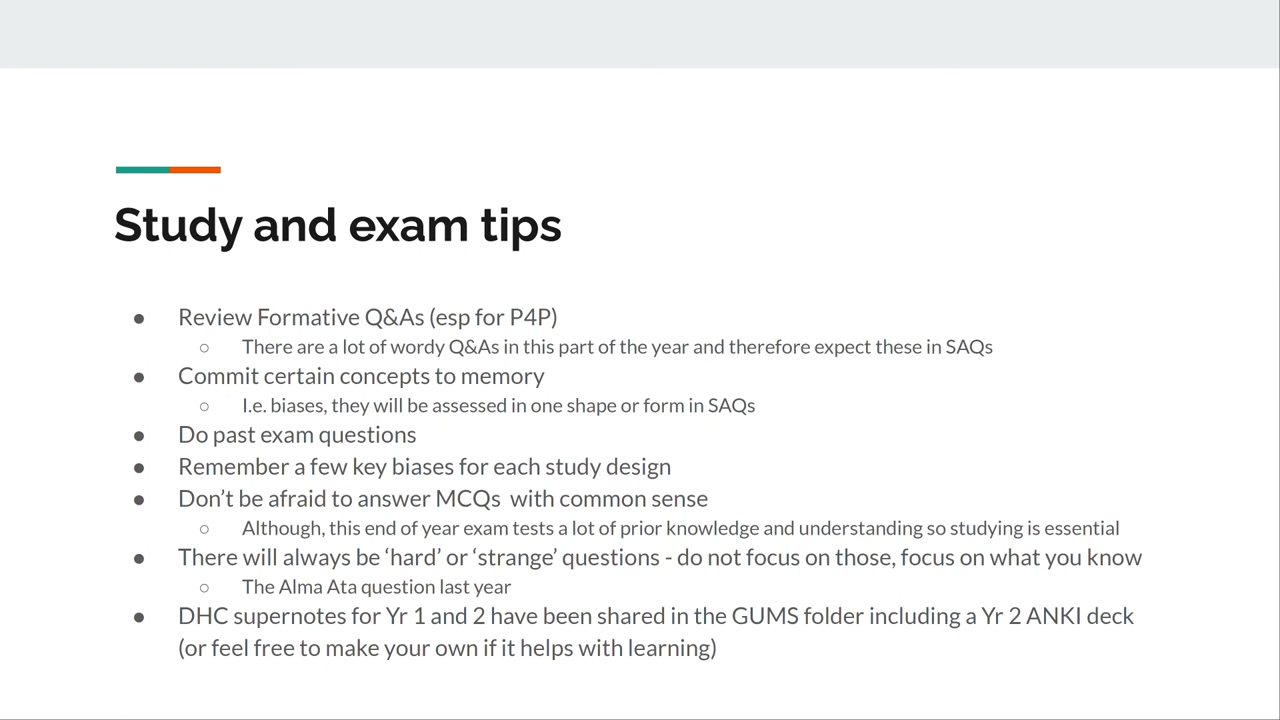 Study and exam tips
● Review Formative Q&As (esp for P4P)
○ There are a lot of wordy Q&As in this part of the year and therefore expect these in SAQs
● Commit certain concepts to memory
○ I.e. biases, they will be assessed in one shape or form in SAQs
● Do past exam questions
● Remember a few key biases for each study design
● Don’t be afraid to answer MCQs  with common sense
○ Although, this end of year exam tests a lot of prior knowledge and understanding so studying is essential
● There will always be ‘hard’ or ‘strange’ questions - do not focus on those, focus on what you know
○ The Alma Ata question last year
● DHC supernotes for Yr 1 and 2 have been shared in the GUMS folder including a Yr 2 ANKI deck
(or feel free to make your own if it helps with learning)